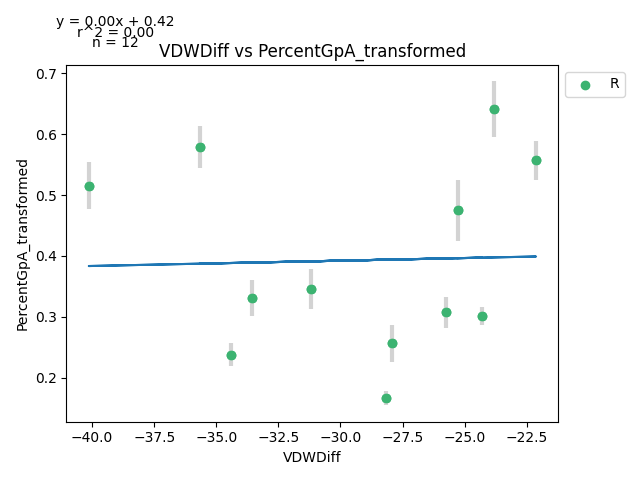 y = 0.00x + 0.42
r^2 = 0.00
n = 12
VDWDiff vs PercentGpA_transformed
R
PercentGpA_transformed
0.7
0.6
0.5
0.4
0.3
0.2
−40.0 −37.5 −35.0 −32.5 −30.0 −27.5 −25.0 −22.5
VDWDiff